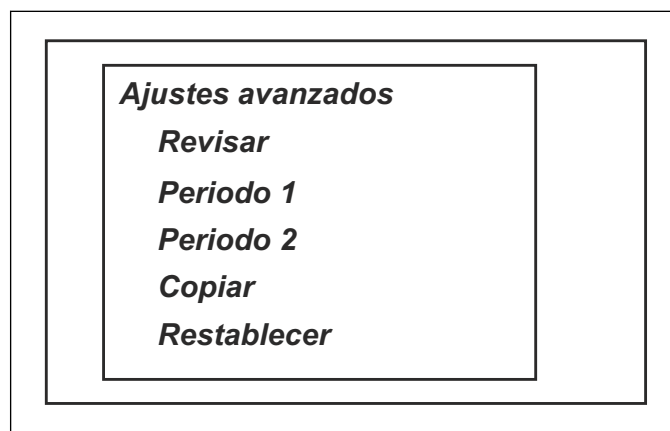 Ajustes avanzados
Revisar
Periodo 1
Periodo 2
Copiar
Restablecer